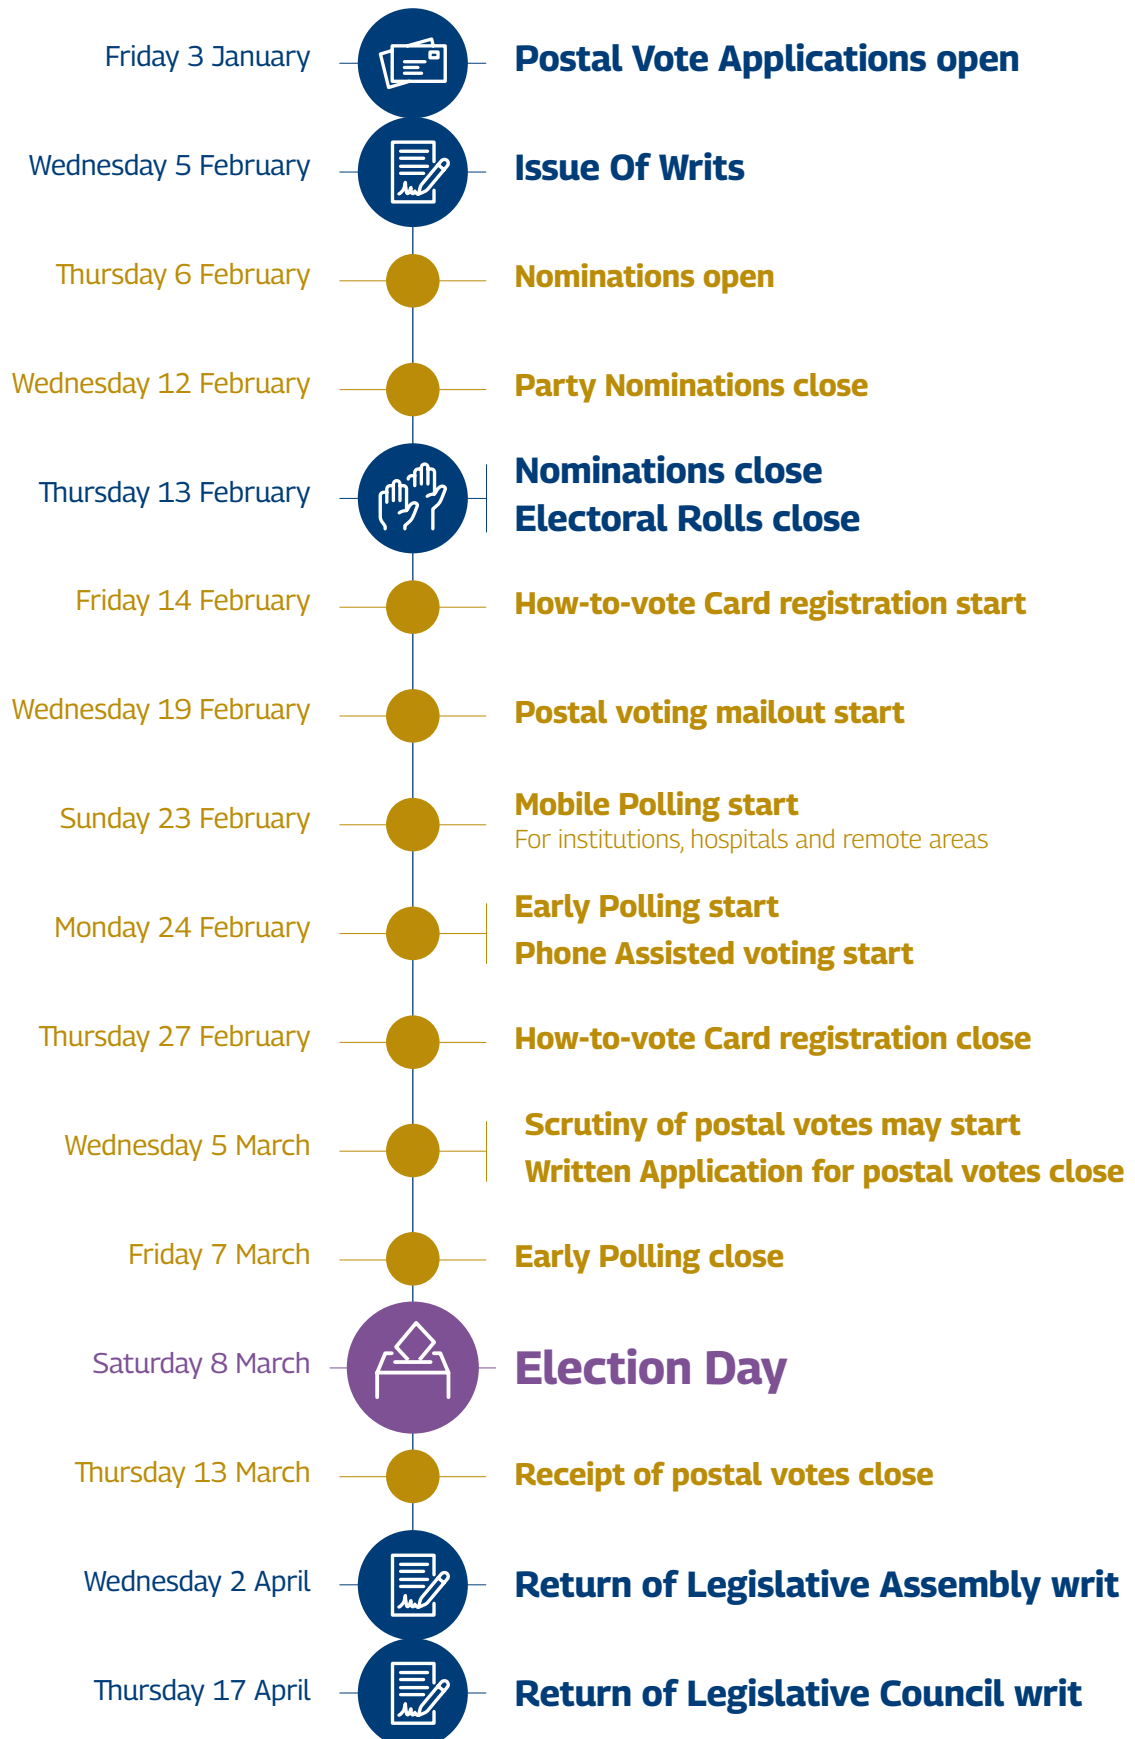 Friday 3 January
Postal Vote Applications open
Wednesday 5 February
Issue Of Writs
Thursday 6 February
Nominations open
Wednesday 12 February
Party Nominations close
Thursday 13 February
Nominations close
Electoral Rolls close
Friday 14 February
How-to-vote Card registration start
Wednesday 19 February
Postal voting mailout start
Sunday 23 February
Mobile Polling start
For institutions, hospitals and remote areas
Monday 24 February
Early Polling start
Phone Assisted voting start
Thursday 27 February
How-to-vote Card registration close
Wednesday 5 March
Scrutiny of postal votes may start
Written Application for postal votes close
Friday 7 March
Early Polling close
Saturday 8 March
Election Day
Thursday 13 March
Receipt of postal votes close
Wednesday 2 April
Return of Legislative Assembly writ
Thursday 17 April
Return of Legislative Council writ